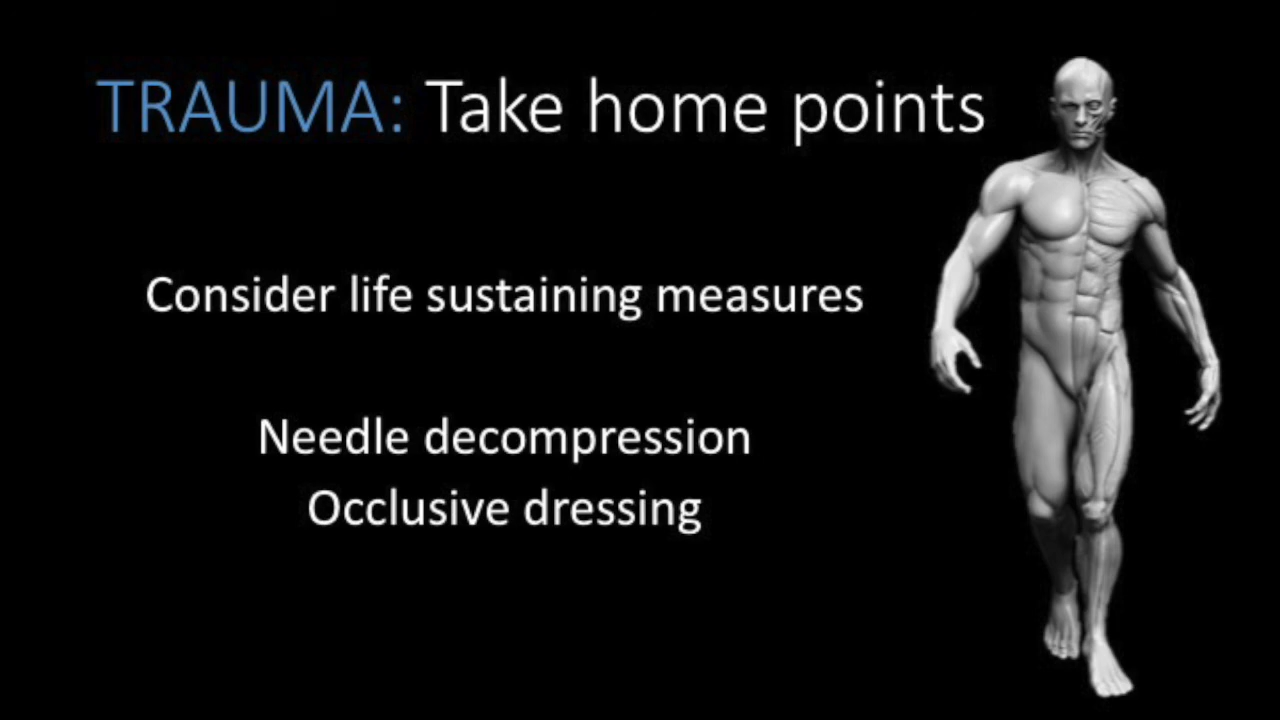 TRAUMA: Take home points
Consider life sustaining measures
Needle decompression
Occlusive dressing